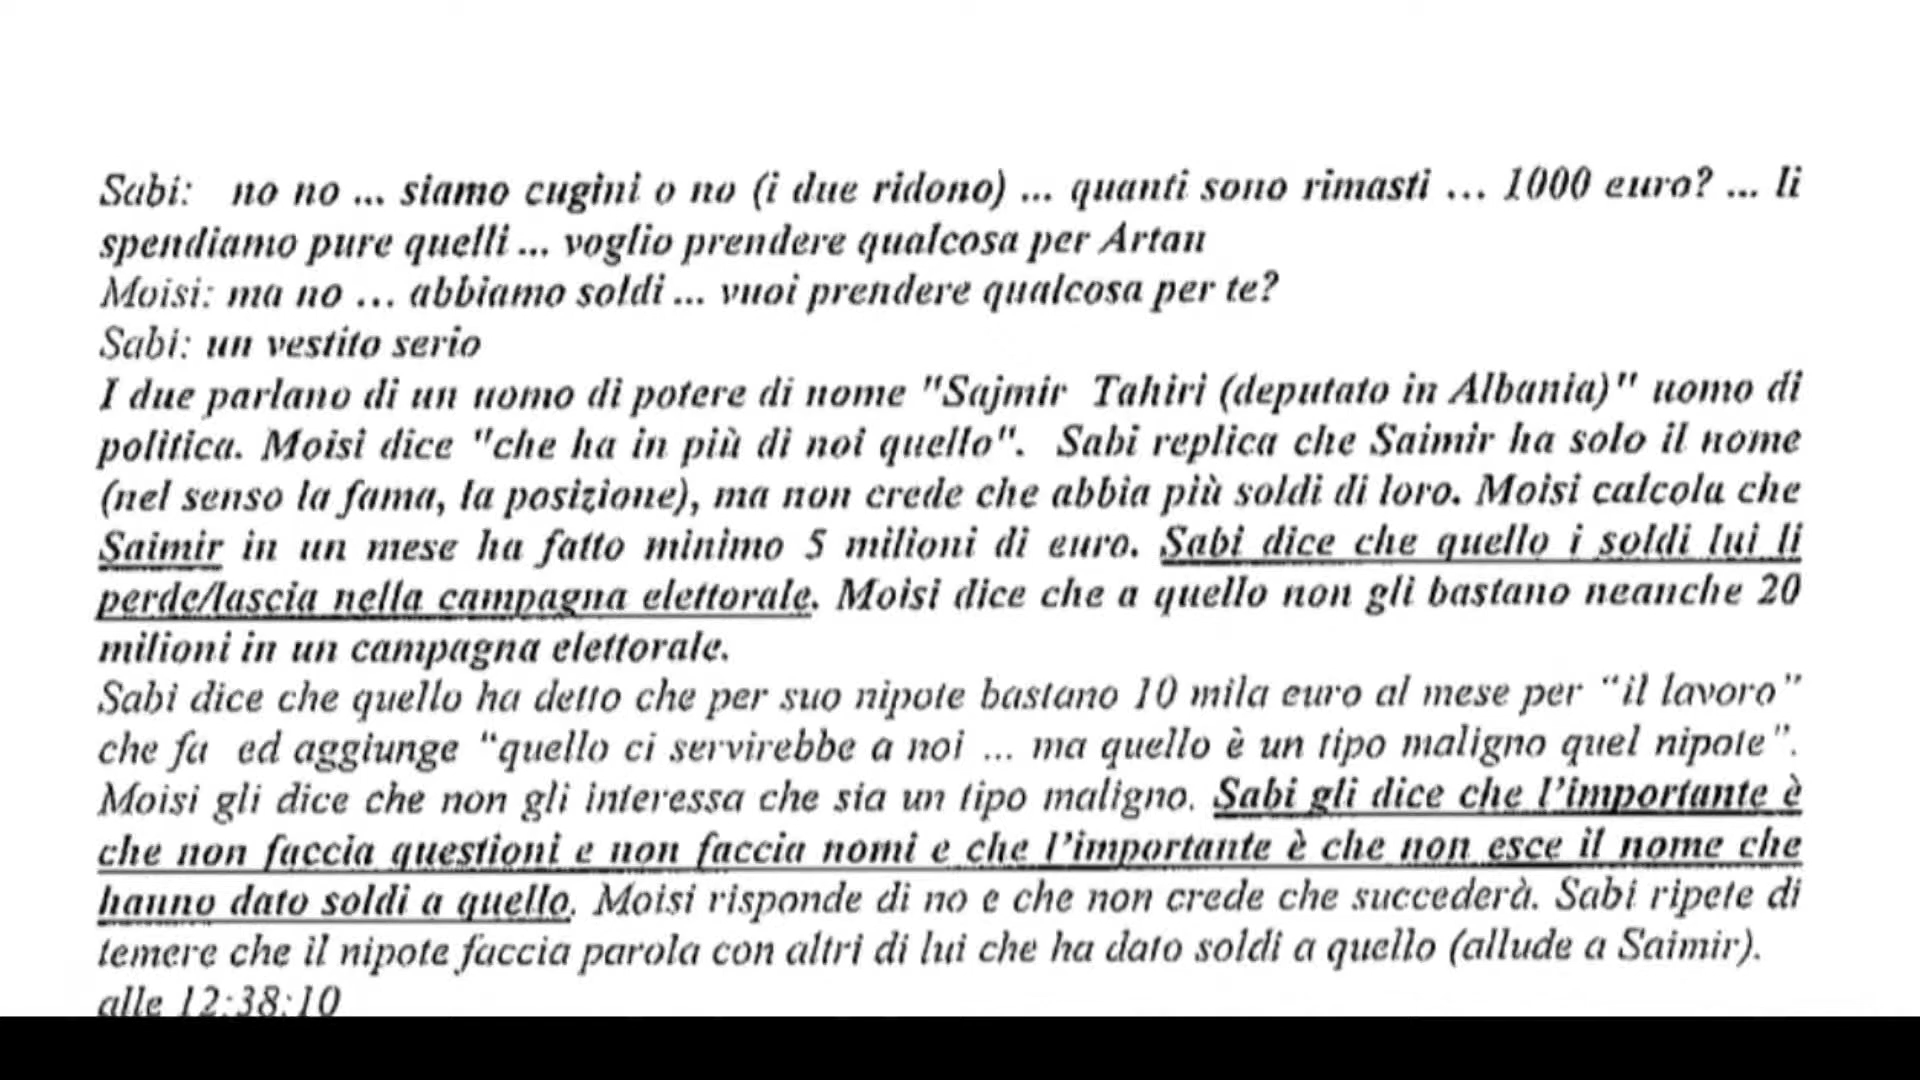 Sabi: no no ... siamo cugini o no (i due ridono) ... quanti sono rimasti ... 1000 euro? ... li
spendiamo pure quelli ... voglio prendere qualcosa per Artan
Moisi: ma no ... abbiamo soldi ... vuoi prendere qualcosa per te?
Sabi: un vestito serio
I due parlano di un uomo di potere di nome "Sajmir Tahiri (deputato in Albania)" uomo di
politica. Moisi dice "che ha in più di noi quello". Sabi replica che Saimir ha solo il nome
(nel senso la fama, la posizione), ma non crede che abbia più soldi di loro. Moisi calcola che
Saimir in un mese ha fatto minimo 5 milioni di euro. Sabi dice che quello i soldi lui li
perde/lascia nella campagna elettorale. Moisi dice che a quello non gli bastano neanche 20
milioni in un campagna elettorale.
Sabi dice che quello ha detto che per suo nipote bastano 10 mila euro al mese per “il lavoro”
che fa ed aggiunge “quello ci servirebbe a noi ... ma quello è un tipo maligno quel nipote”.
Moisi gli dice che non gli interessa che sia un tipo maligno. Sabi gli dice che l’importante è
che non faccia questioni e non faccia nomi e che l’importante è che non esce il nome che
hanno dato soldi a quello. Moisi risponde di no e che non crede che succederà. Sabi ripete di
temere che il nipote faccia parola con altri di lui che ha dato soldi a quello (allude a Saimir).
alle 12:38:10